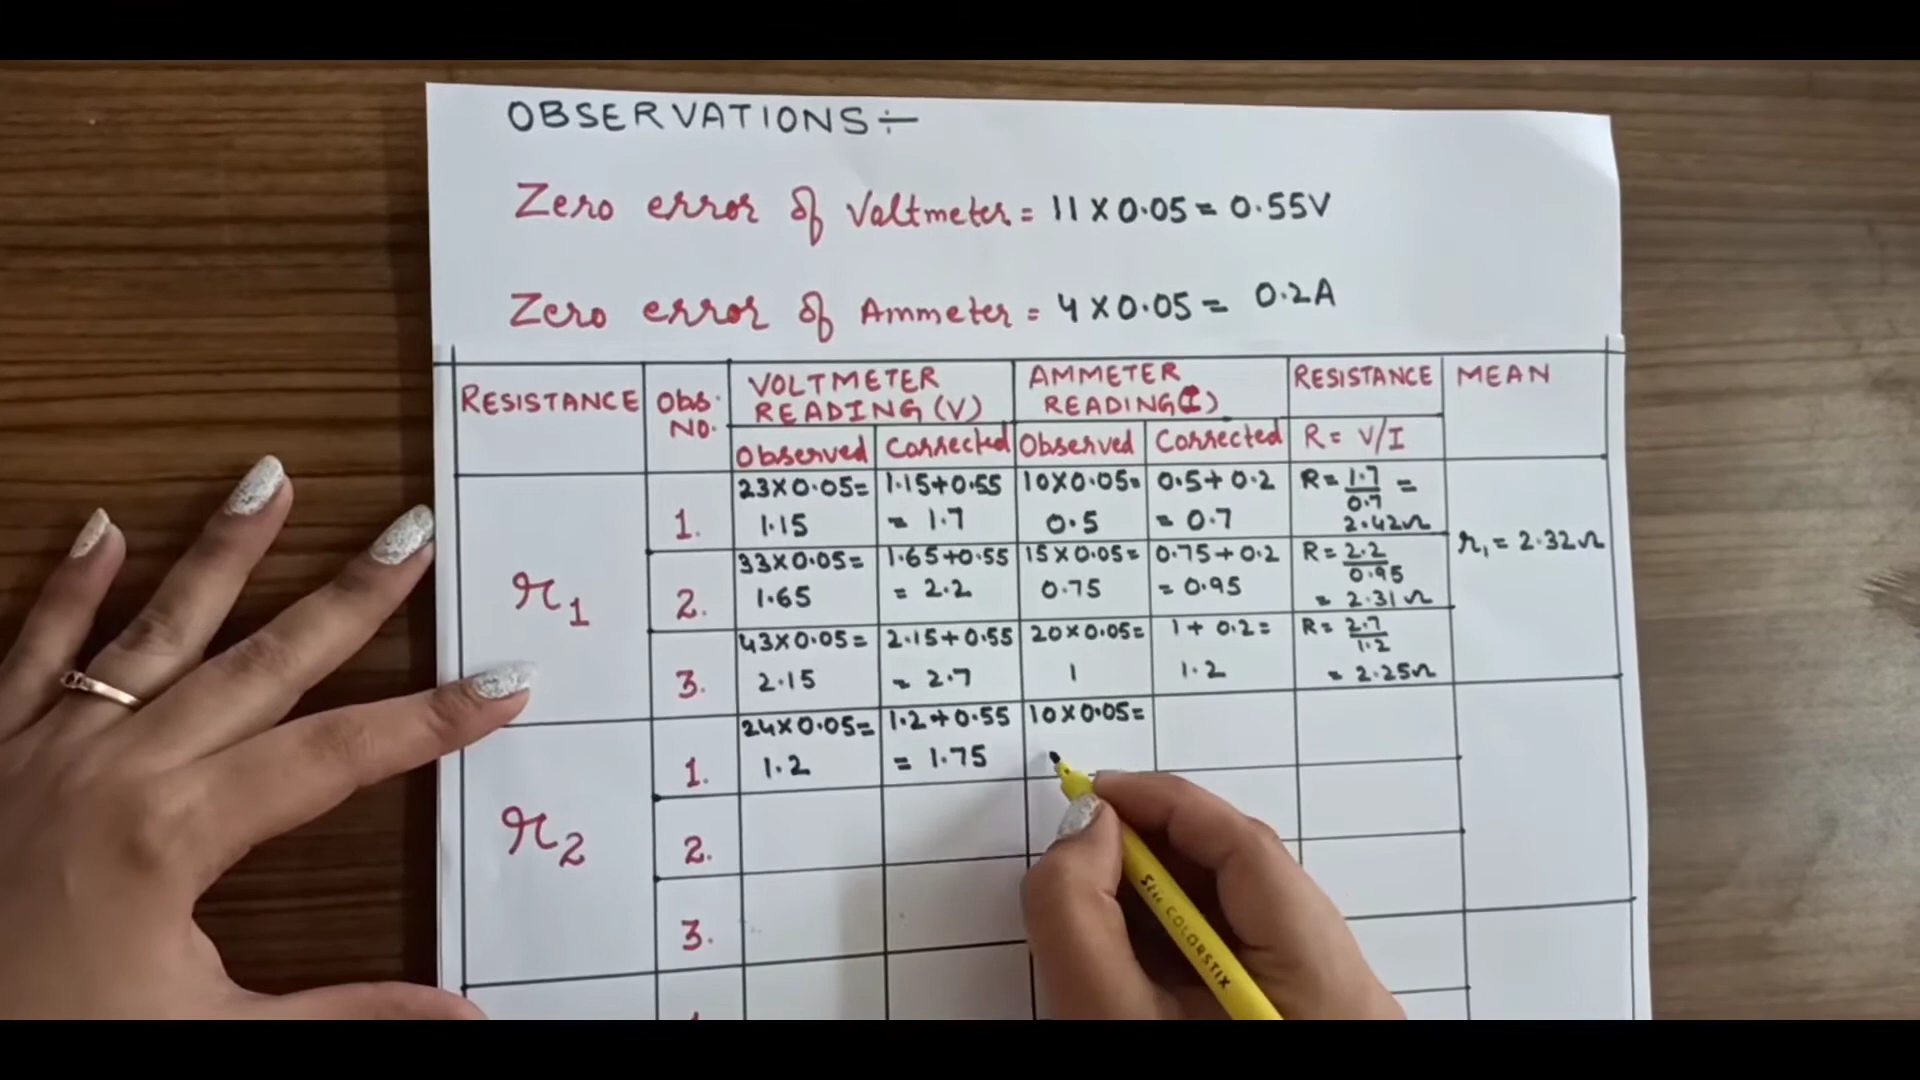 OBSERVATIONS÷
Zero error of Voltmeter = 11 X 0.05 = 0.55V
Zero error of Ammeter = 4 X 0.05 = 0.2A
RESISTANCE
Obs.
NO.
VOLTMETER
READING (V)
AMMETER
READING(I)
RESISTANCE
MEAN
Observed
Corrected
Observed
Corrected
R = V/I
r1
1.
23X0.05=
1.15
1.15+0.55
= 1.7
10X0.05=
0.5
0.5+0.2
= 0.7
R = 1.7/0.7 =
2.42Ω
r1 = 2.32Ω
2.
33X0.05=
1.65
1.65+0.55
= 2.2
15X0.05=
0.75
0.75+0.2
= 0.95
R = 2.2/0.95
= 2.31Ω
3.
43X0.05=
2.15
2.15+0.55
= 2.7
20X0.05=
1
1+0.2=
1.2
R = 2.7/1.2
= 2.25Ω
r2
1.
24X0.05=
1.2
1.2+0.55
= 1.75
10X0.05=
2.
3.
COLORSTIX